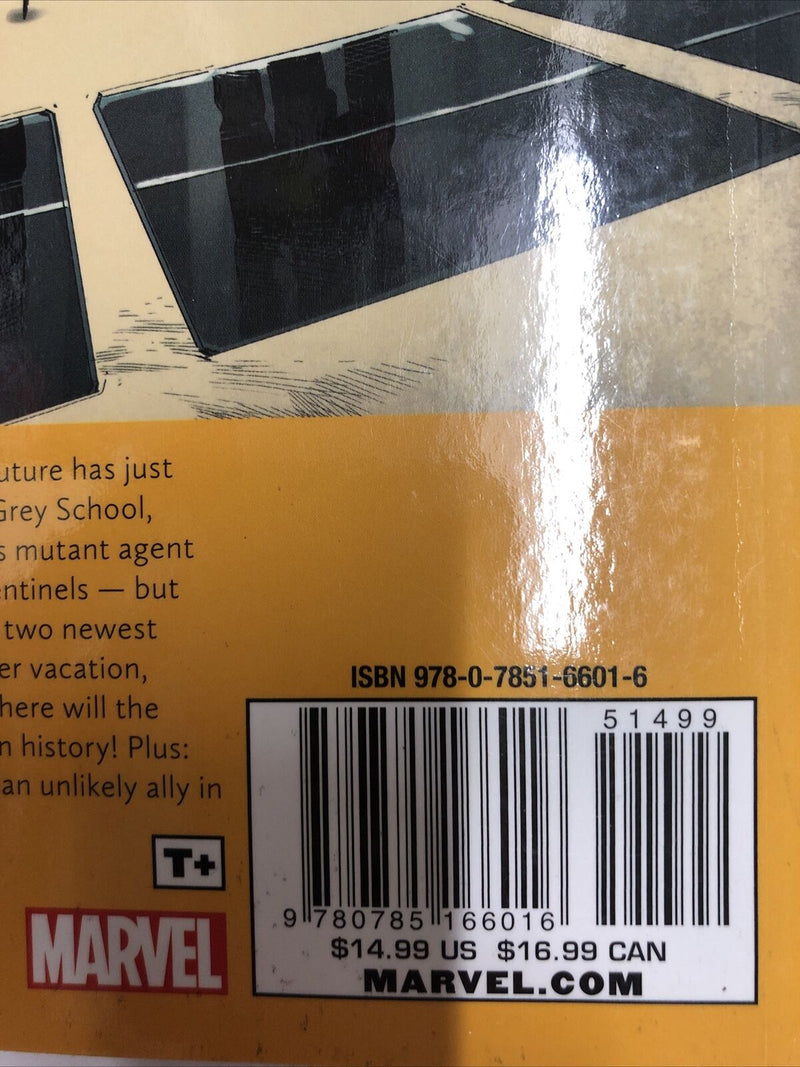 uture has just
Grey School,
s mutant agent
entinels — but
two newest
er vacation,
here will the
n history! Plus:
an unlikely ally in
T+
MARVEL
ISBN 978-0-7851-6601-6
51499
9 780785 166016
$14.99 US $16.99 CAN
MARVEL.COM